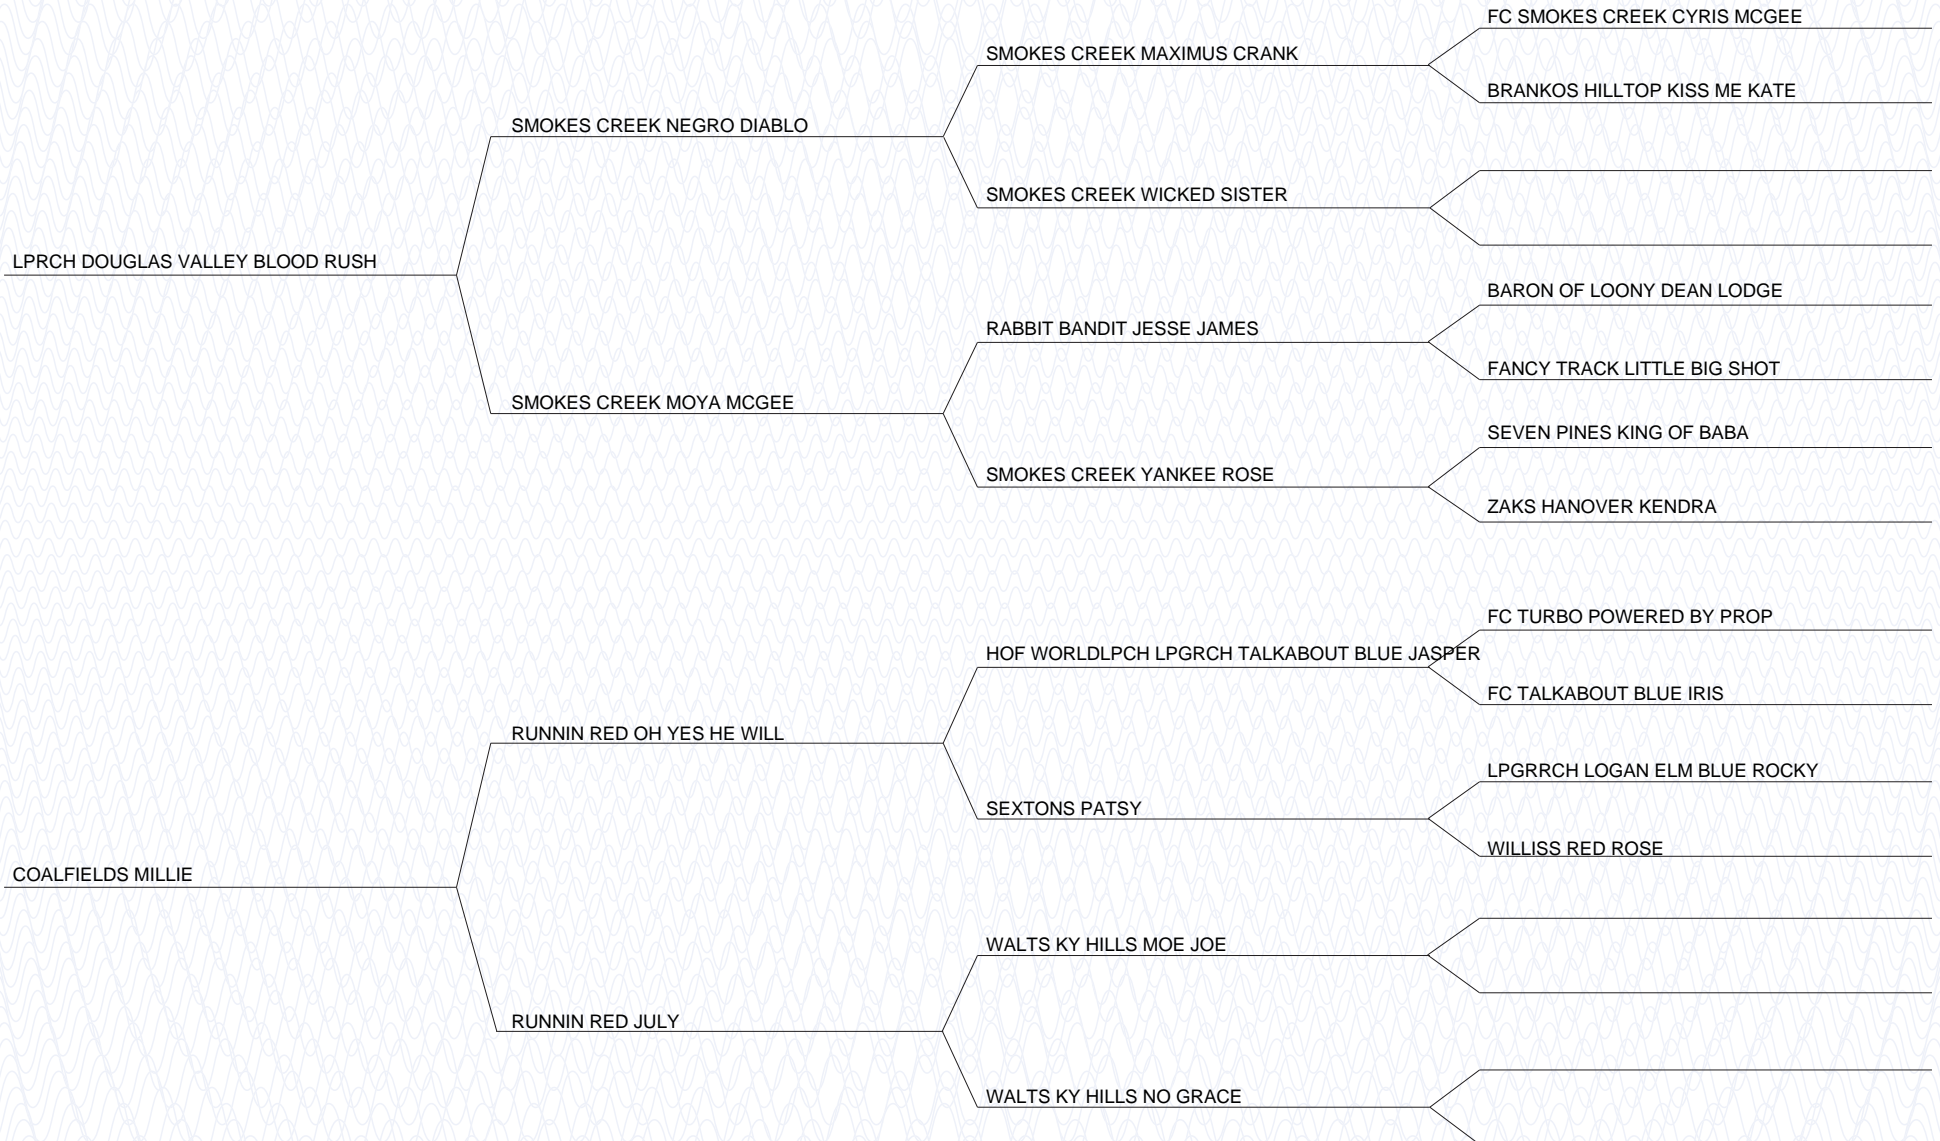 FC SMOKES CREEK CYRIS MCGEE
SMOKES CREEK MAXIMUS CRANK
BRANKOS HILLTOP KISS ME KATE
SMOKES CREEK NEGRO DIABLO
SMOKES CREEK WICKED SISTER
LPRCH DOUGLAS VALLEY BLOOD RUSH
BARON OF LOONY DEAN LODGE
RABBIT BANDIT JESSE JAMES
FANCY TRACK LITTLE BIG SHOT
SMOKES CREEK MOYA MCGEE
SEVEN PINES KING OF BABA
SMOKES CREEK YANKEE ROSE
ZAKS HANOVER KENDRA
FC TURBO POWERED BY PROP
HOF WORLDLPCH LPGRCH TALKABOUT BLUE JASPER
FC TALKABOUT BLUE IRIS
RUNNIN RED OH YES HE WILL
LPGRRCH LOGAN ELM BLUE ROCKY
SEXTONS PATSY
WILLISS RED ROSE
COALFIELDS MILLIE
WALTS KY HILLS MOE JOE
RUNNIN RED JULY
WALTS KY HILLS NO GRACE